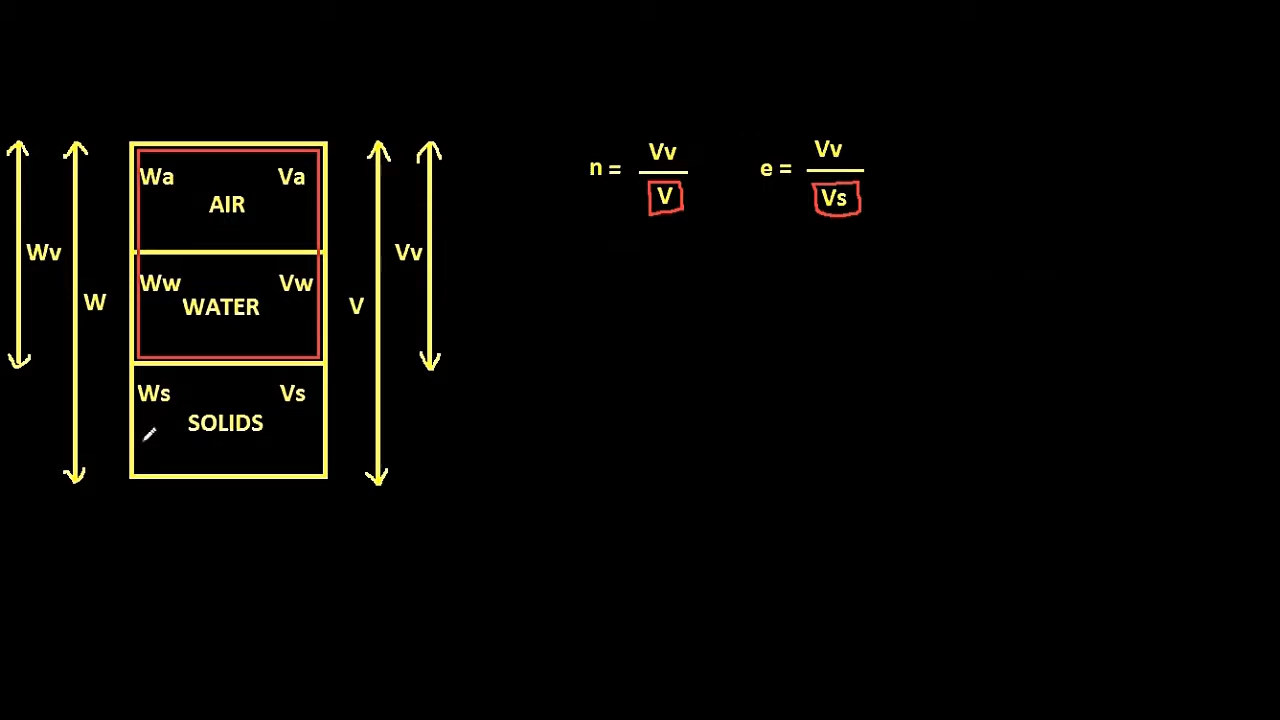 Wa Va
AIR
Wv
Ww Vw
WATER
W
V
Vv
Ws Vs
SOLIDS
n = Vv
V
e = Vv
Vs